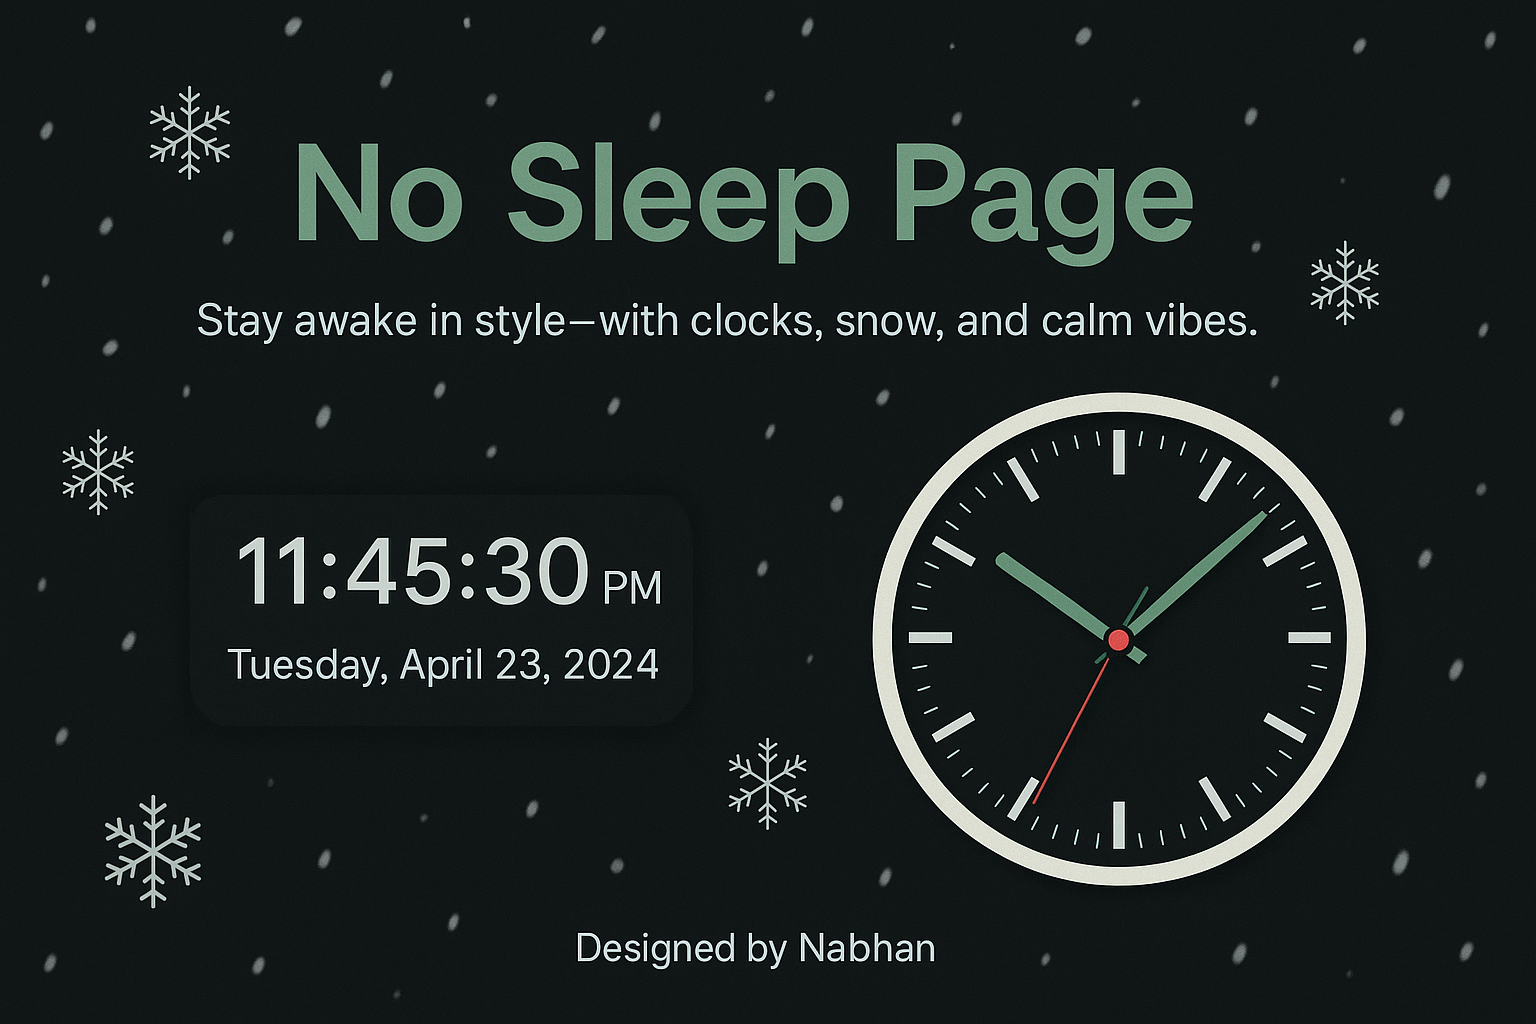 No Sleep Page
Stay awake in style—with clocks, snow, and calm vibes.
11:45:30 PM
Tuesday, April 23, 2024
Designed by Nabhan